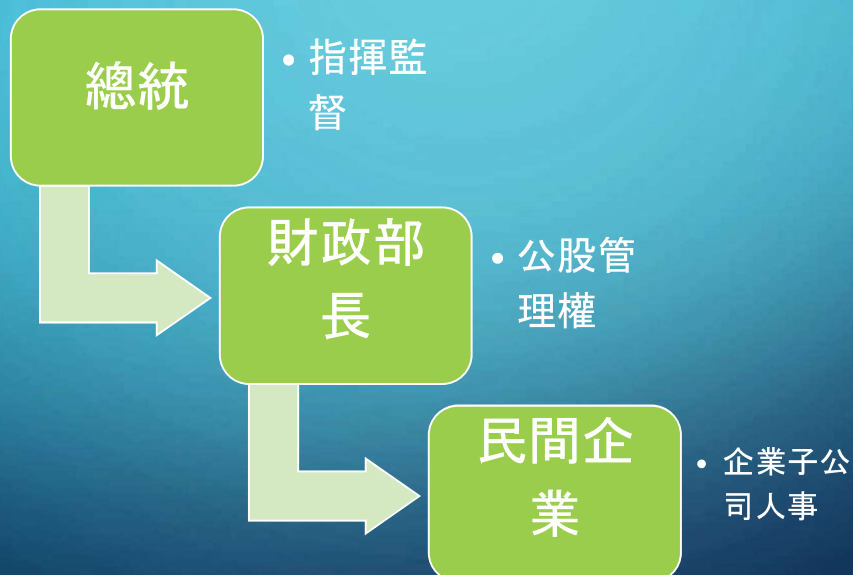 總統
• 指揮監
督
財政部
長
• 公股管
理權
民間企
業
• 企業子公
司人事